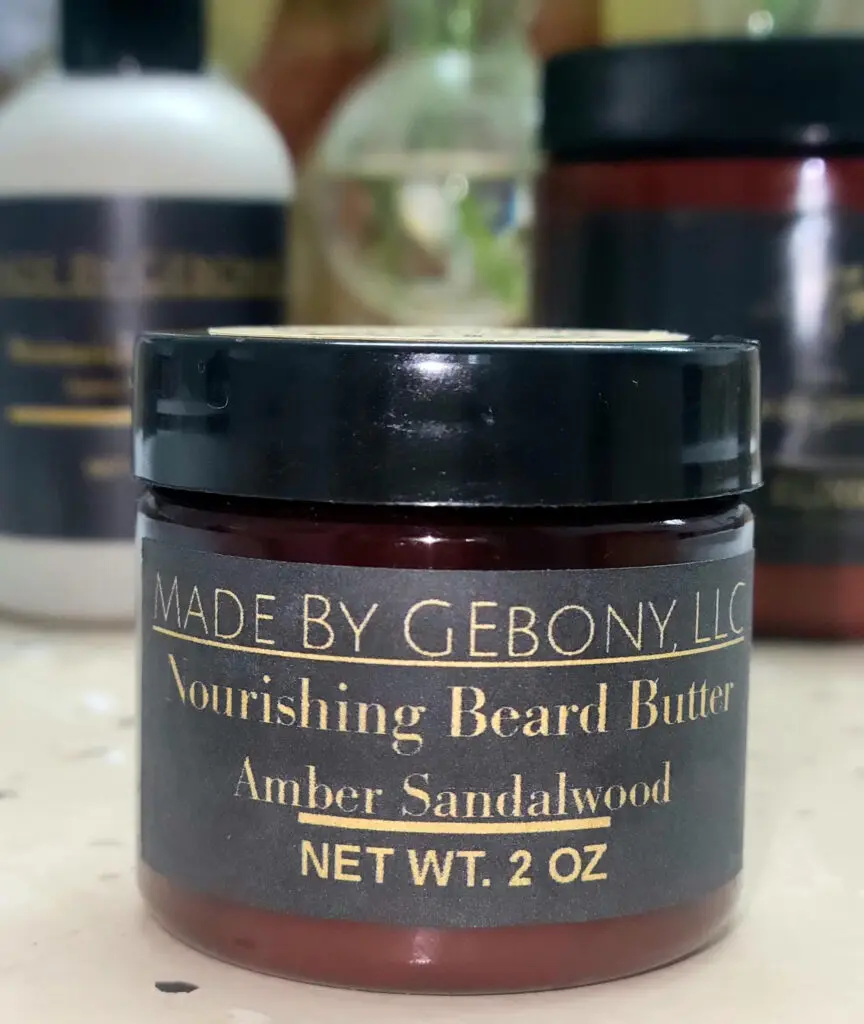 MADE BY GEBONY, LLC
Nourishing Beard Butter
Amber Sandalwood
NET WT. 2 OZ